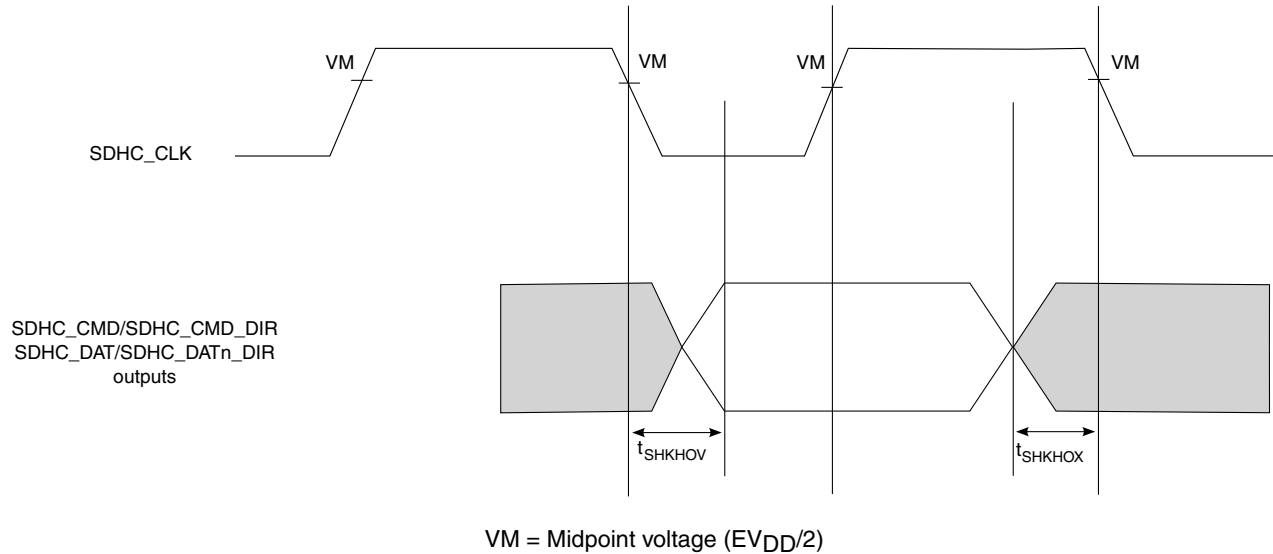 VM
VM
VM
VM
SDHC_CLK
SDHC_CMD/SDHC_CMD_DIR
SDHC_DAT/SDHC_DATn_DIR
outputs
tSHKHOV
tSHKHOX
VM = Midpoint voltage (EVDD/2)